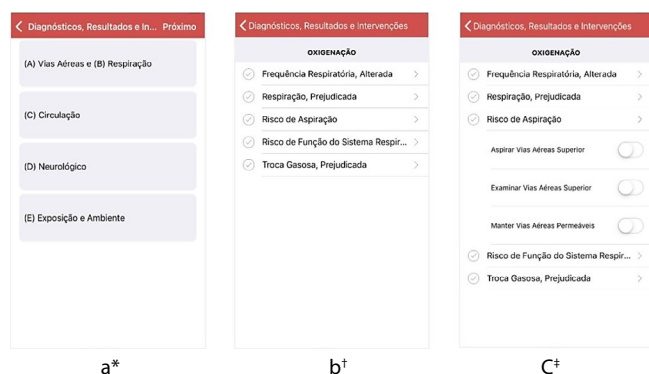 Diagnósticos, Resultados e In... Próximo
(A) Vias Aéreas e (B) Respiração
(C) Circulação
(D) Neurológico
(E) Exposição e Ambiente
a*
Diagnósticos, Resultados e Intervenções
OXIGENAÇÃO
Frequência Respiratória, Alterada
Respiração, Prejudicada
Risco de Aspiração
Risco de Função do Sistema Respir...
Troca Gasosa, Prejudicada
b†
Diagnósticos, Resultados e Intervenções
OXIGENAÇÃO
Frequência Respiratória, Alterada
Respiração, Prejudicada
Risco de Aspiração
Aspirar Vias Aéreas Superior
Examinar Vias Aéreas Superior
Manter Vias Aéreas Permeáveis
Risco de Função do Sistema Respir...
Troca Gasosa, Prejudicada
C‡